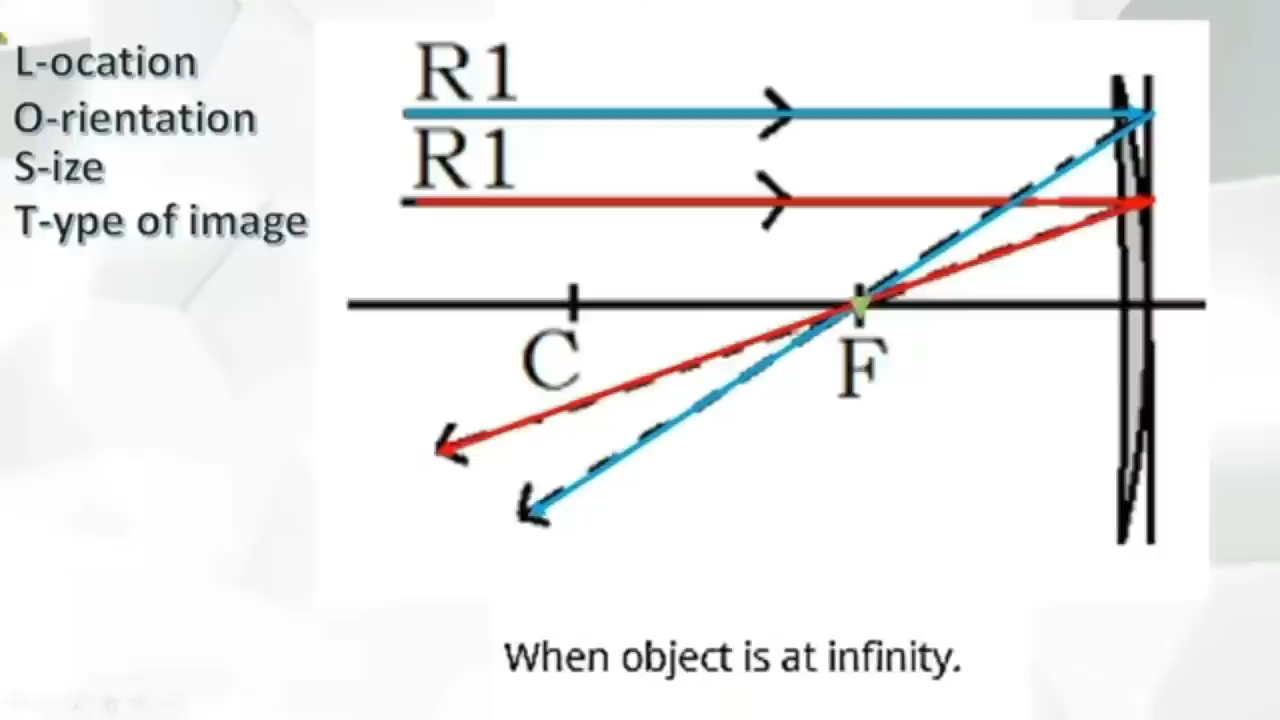 L-ocation
O-rientation
S-ize
T-ype of image
R1
R1
C
F
When object is at infinity.